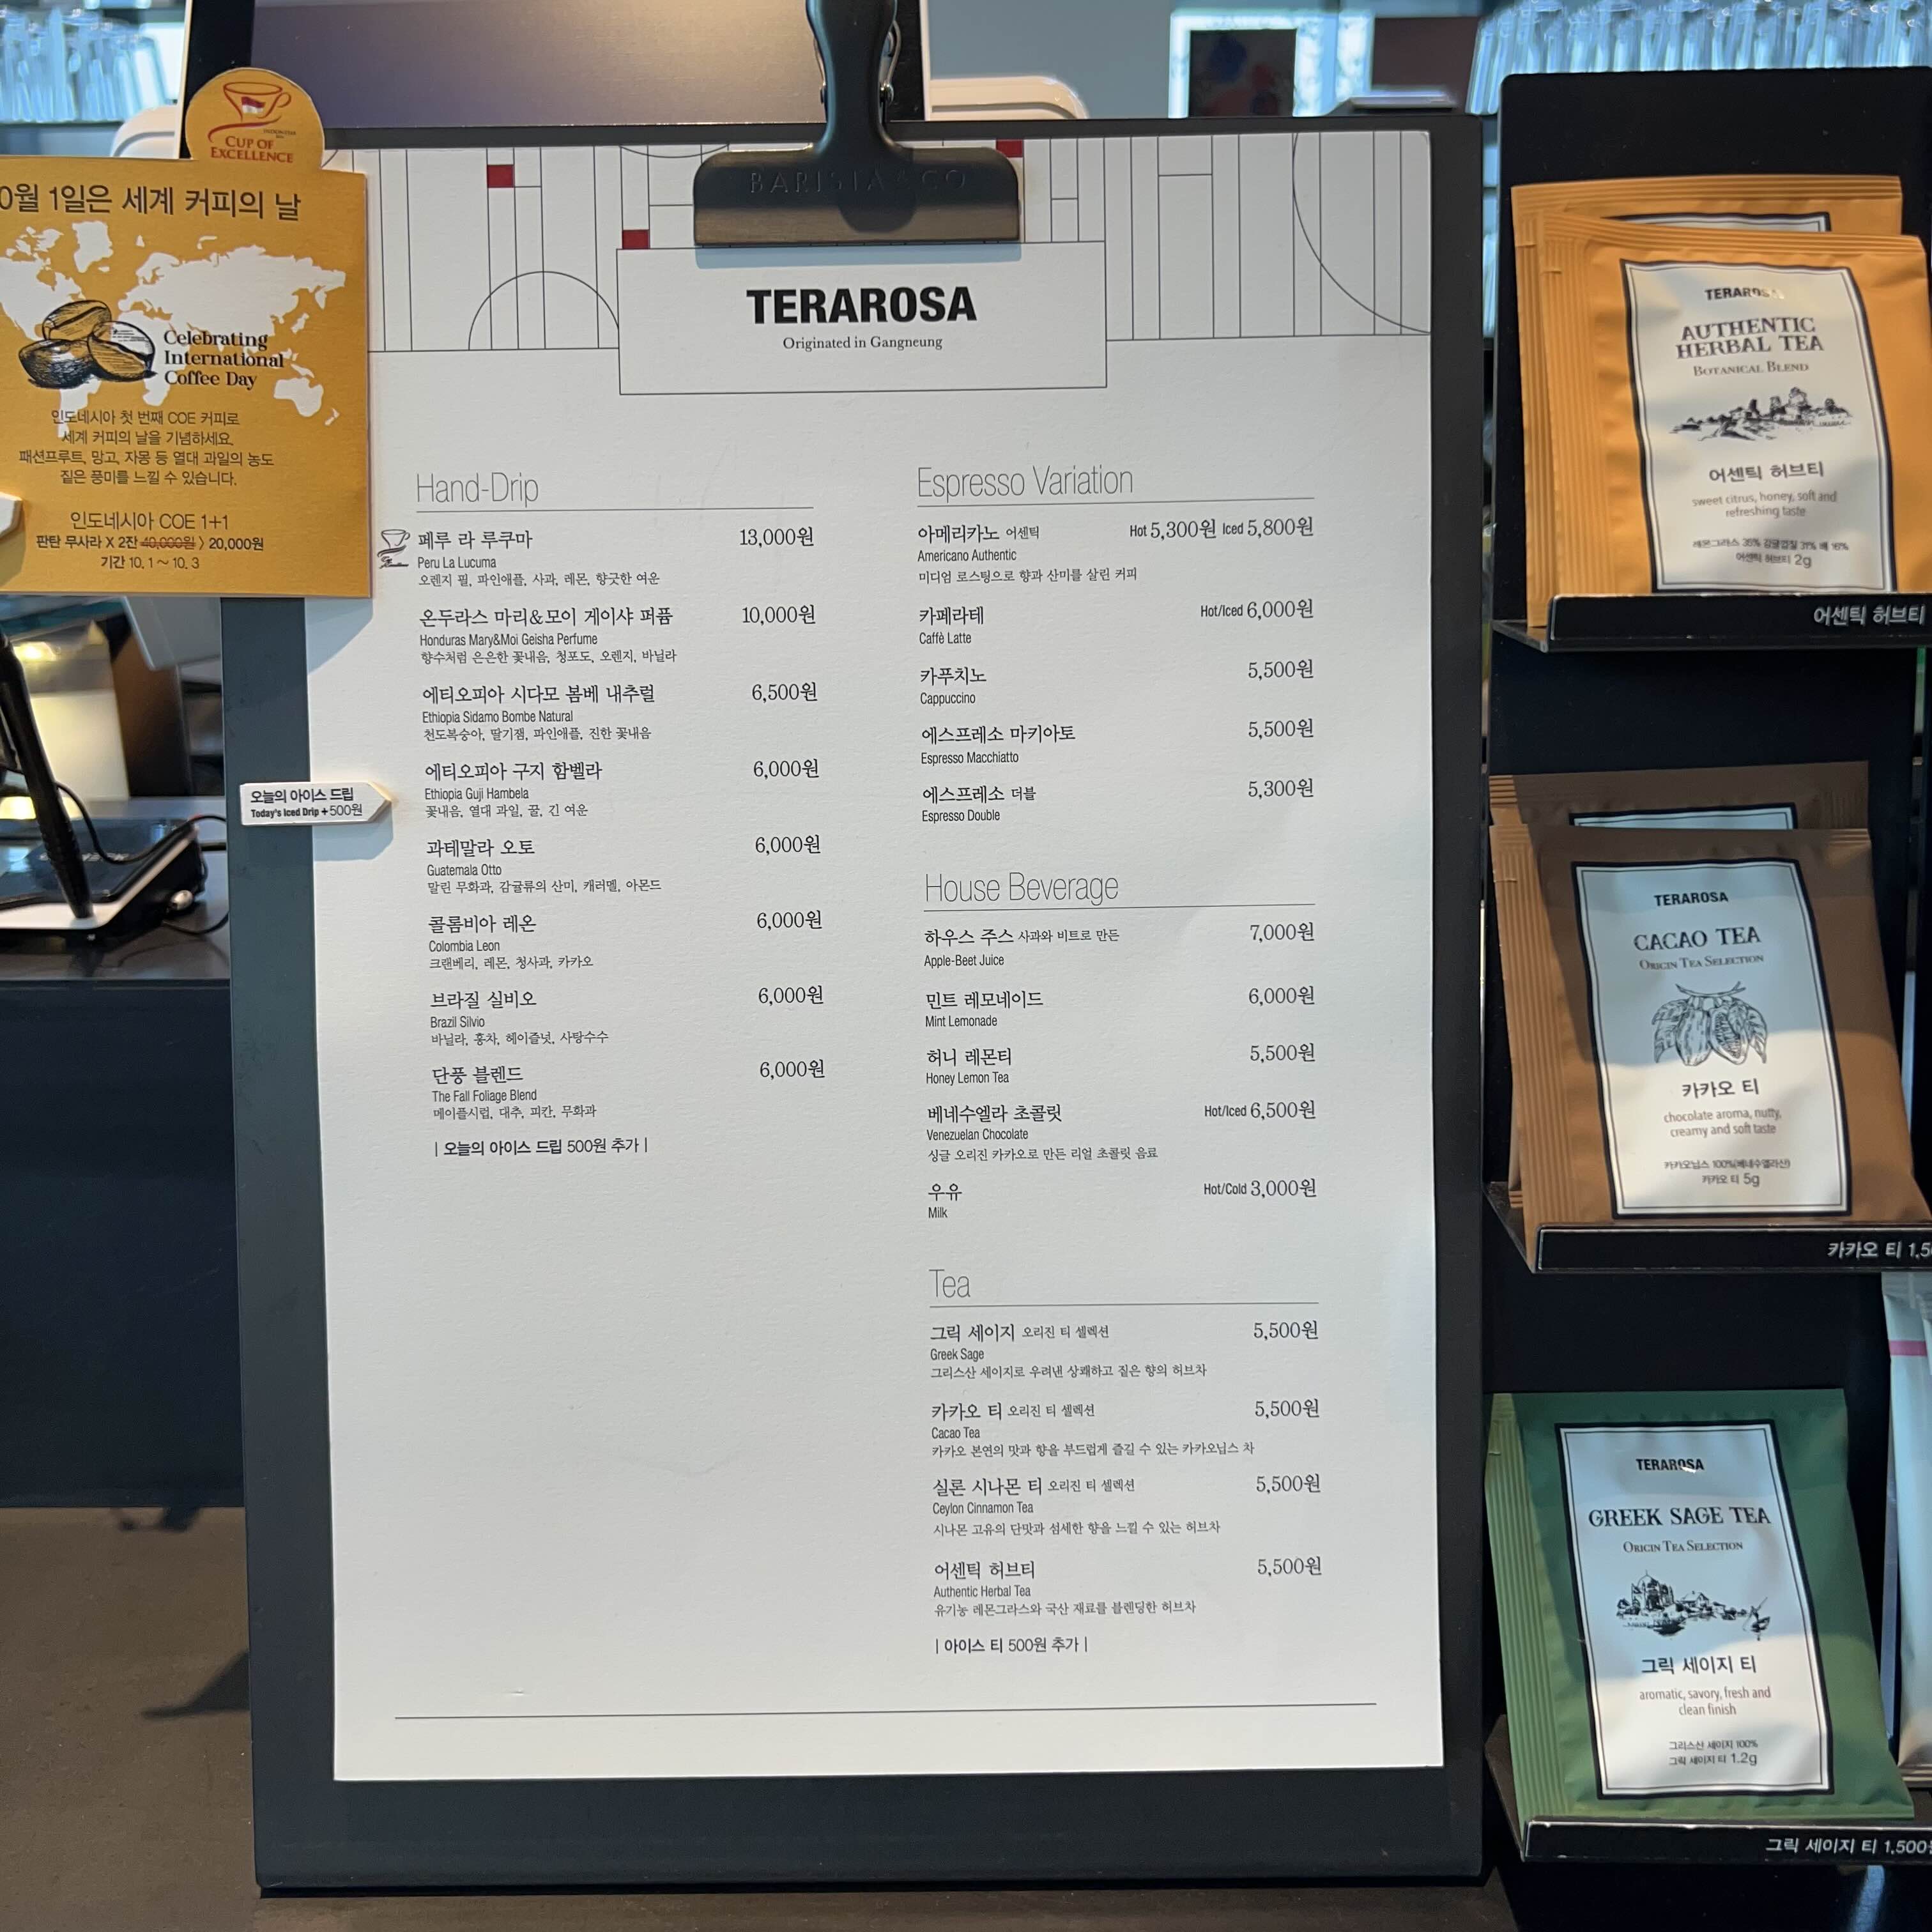 CUP OF
EXCELLENCE
0월 1일은 세계 커피의 날
Celebrating
International
Coffee Day
인도네시아 첫 번째 COE 커피로
세계 커피의 날을 기념하세요.
패션프루트, 망고, 자몽 등 열대 과일의 농도
짙은 풍미를 느낄 수 있습니다.
인도네시아 COE 1+1
판탄 무사라 X 2잔 40,000원 > 20,000원
기간 10. 1 ~ 10. 3
BARISTA & CO
TERAROSA
Originated in Gangneung
Hand-Drip
페루 라 루쿠마 13,000원
Peru La Lucuma
오렌지 필, 파인애플, 사과, 레몬, 향긋한 여운
온두라스 마리&모이 게이샤 퍼퓸 10,000원
Honduras Mary&Moi Geisha Perfume
향수처럼 은은한 꽃내음, 청포도, 오렌지, 바닐라
에티오피아 시다모 봄베 내추럴 6,500원
Ethiopia Sidamo Bombe Natural
천도복숭아, 딸기잼, 파인애플, 진한 꽃내음
오늘의 아이스 드립
Today's Iced Drip + 500원
에티오피아 구지 함벨라 6,000원
Ethiopia Guji Hambela
꽃내음, 열대 과일, 꿀, 긴 여운
과테말라 오토 6,000원
Guatemala Otto
말린 무화과, 감귤류의 산미, 캐러멜, 아몬드
콜롬비아 레온 6,000원
Colombia Leon
크랜베리, 레몬, 청사과, 카카오
브라질 실비오 6,000원
Brazil Silvio
바닐라, 홍차, 헤이즐넛, 사탕수수
단풍 블렌드 6,000원
The Fall Foliage Blend
메이플시럽, 대추, 피칸, 무화과
| 오늘의 아이스 드립 500원 추가 |
Espresso Variation
아메리카노 어센틱 Hot 5,300원 Iced 5,800원
Americano Authentic
미디엄 로스팅으로 향과 산미를 살린 커피
카페라테 Hot/Iced 6,000원
Caffè Latte
카푸치노 5,500원
Cappuccino
에스프레소 마키아토 5,500원
Espresso Macchiatto
에스프레소 더블 5,300원
Espresso Double
House Beverage
하우스 주스 사과와 비트로 만든 7,000원
Apple-Beet Juice
민트 레모네이드 6,000원
Mint Lemonade
허니 레몬티 5,500원
Honey Lemon Tea
베네수엘라 초콜릿 Hot/Iced 6,500원
Venezuelan Chocolate
싱글 오리진 카카오로 만든 리얼 초콜릿 음료
우유 Hot/Cold 3,000원
Milk
Tea
그릭 세이지 오리진 티 셀렉션 5,500원
Greek Sage
그리스산 세이지로 우려낸 상쾌하고 짙은 향의 허브차
카카오 티 오리진 티 셀렉션 5,500원
Cacao Tea
카카오 본연의 맛과 향을 부드럽게 즐길 수 있는 카카오닙스 차
실론 시나몬 티 오리진 티 셀렉션 5,500원
Ceylon Cinnamon Tea
시나몬 고유의 단맛과 섬세한 향을 느낄 수 있는 허브차
어센틱 허브티 5,500원
Authentic Herbal Tea
유기농 레몬그라스와 국산 재료를 블렌딩한 허브차
| 아이스 티 500원 추가 |
TERAROSA
AUTHENTIC
HERBAL TEA
BOTANICAL BLEND
어센틱 허브티
sweet citrus, honey, soft and
refreshing taste
레몬그라스 35% 감귤껍질 31% 배 16%
어센틱 허브티 2g
어센틱 허브티
TERAROSA
CACAO TEA
ORIGIN TEA SELECTION
카카오 티
chocolate aroma, nutty,
creamy and soft taste
카카오닙스 100%(베네수엘라산)
카카오 티 5g
카카오 티 1,5
TERAROSA
GREEK SAGE TEA
ORIGIN TEA SELECTION
그릭 세이지 티
aromatic, savory, fresh and
clean finish
그리스산 세이지 100%
그릭 세이지 티 1.2g
그릭 세이지 티 1,500원